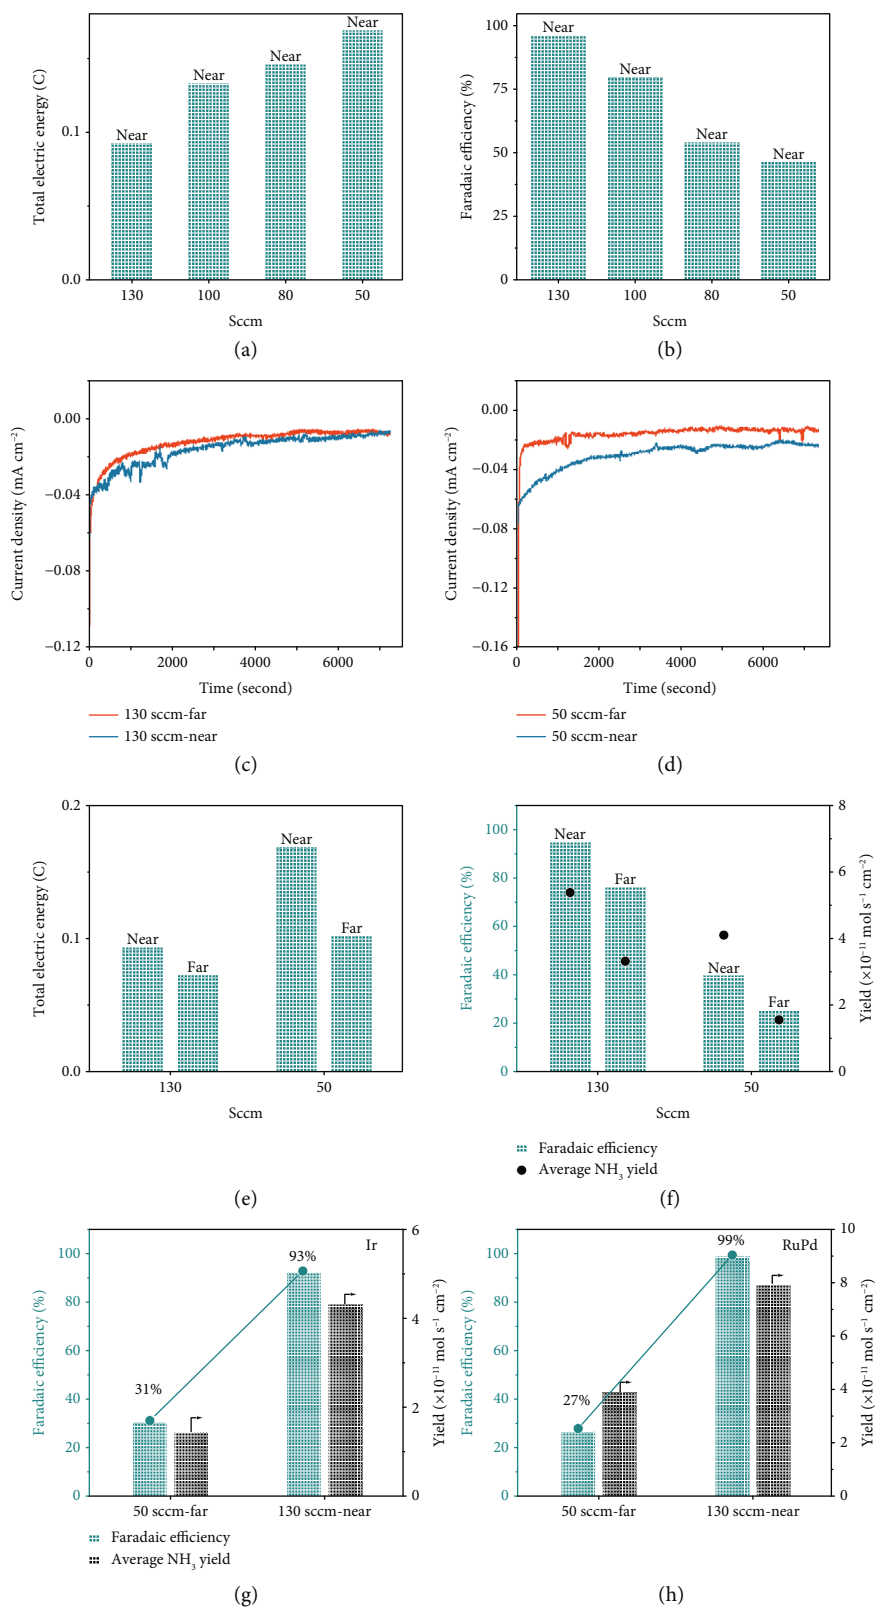 Total electric energy (C)
0.1
0.0
Near
Near
Near
Near
130
100
80
50
Sccm
(a)
Faradaic efficiency (%)
100
75
50
25
0
Near
Near
Near
Near
130
100
80
50
Sccm
(b)
Current density (mA cm⁻²)
0.00
−0.04
−0.08
−0.12
0
2000
4000
6000
Time (second)
130 sccm-far
130 sccm-near
(c)
Current density (mA cm⁻²)
0.00
−0.04
−0.08
−0.12
−0.16
0
2000
4000
6000
Time (second)
50 sccm-far
50 sccm-near
(d)
Total electric energy (C)
0.2
0.1
0.0
Near
Far
Near
Far
130
50
Sccm
(e)
Faradaic efficiency (%)
100
80
60
40
20
0
Near
Far
Near
Far
8
6
4
2
0
Yield (×10⁻¹¹ mol s⁻¹ cm⁻²)
130
50
Sccm
Faradaic efficiency
Average NH₃ yield
(f)
Faradaic efficiency (%)
100
80
60
40
20
0
31%
93%
Ir
6
4
2
0
Yield (×10⁻¹¹ mol s⁻¹ cm⁻²)
50 sccm-far
130 sccm-near
Faradaic efficiency
Average NH₃ yield
(g)
Faradaic efficiency (%)
100
80
60
40
20
0
27%
99%
RuPd
10
8
6
4
2
0
Yield (×10⁻¹¹ mol s⁻¹ cm⁻²)
50 sccm-far
130 sccm-near
(h)